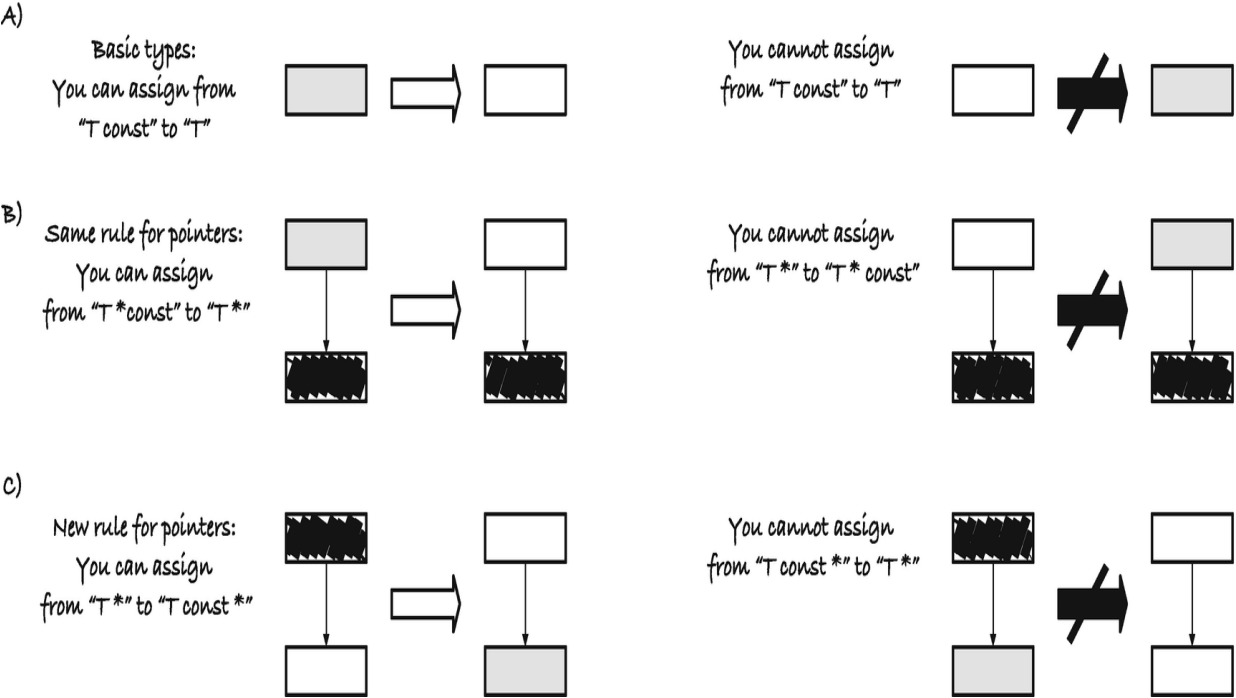 A)
Basic types:
You can assign from
“T const” to “T”
You cannot assign
from “T const” to “T”
B)
Same rule for pointers:
You can assign
from “T *const” to “T *”
You cannot assign
from “T *” to “T * const”
C)
New rule for pointers:
You can assign
from “T *” to “T const *”
You cannot assign
from “T const *” to “T *”